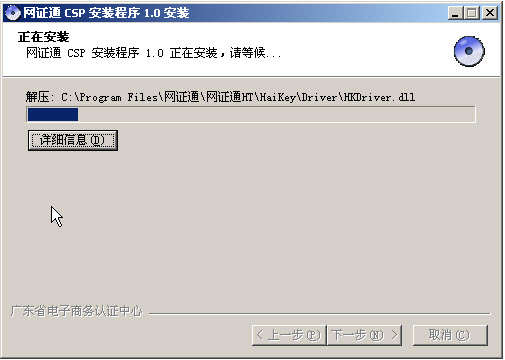 网证通 CSP 安装程序 1.0 安装
正在安装
网证通 CSP 安装程序 1.0 正在安装，请等候...
解压: C:\Program Files\网证通\网证通HT\HaiKey\Driver\HKDriver.dll
详细信息(D)
广东省电子商务认证中心
< 上一步(P) 下一步(N) > 取消(C)